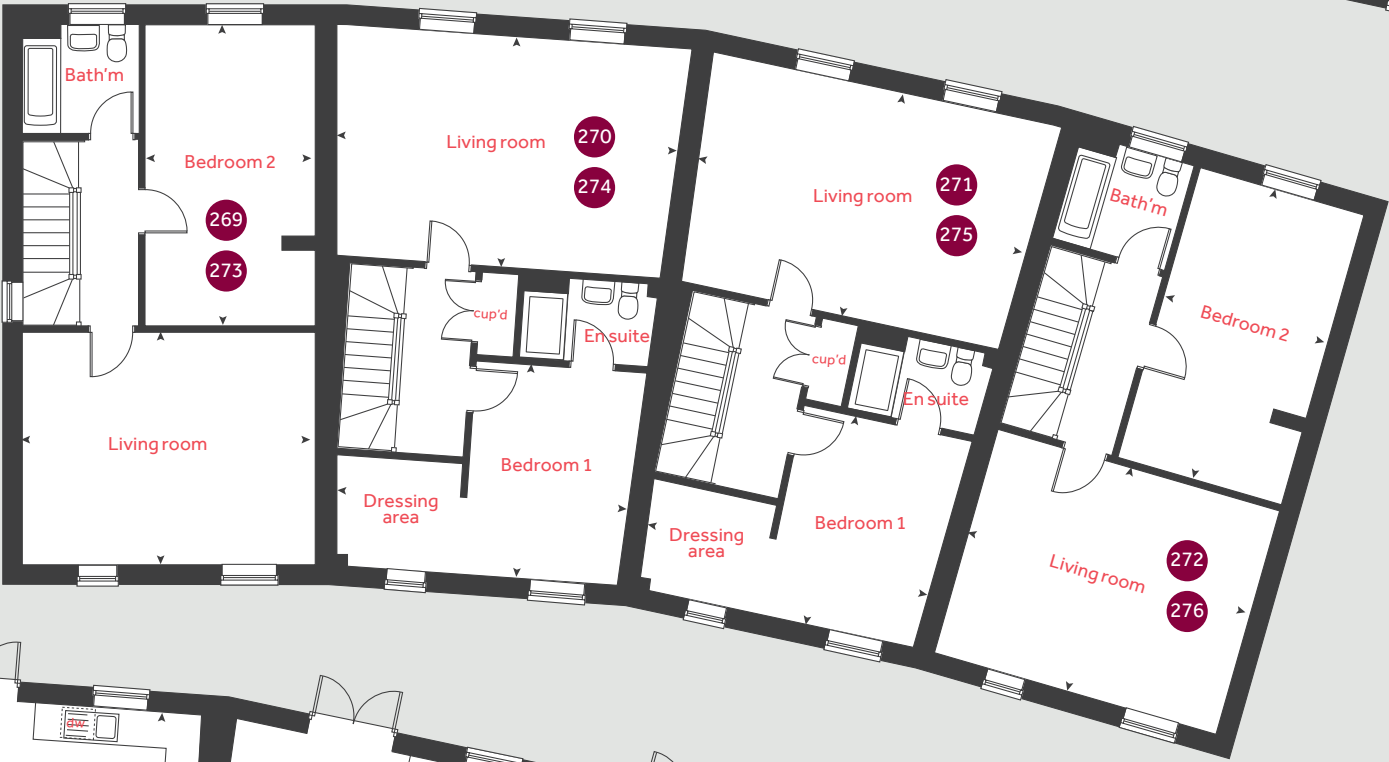 Bath'm
Bedroom 2
269
273
Living room
Living room
270
274
cup'd
En suite
Bedroom 1
Dressing
area
Living room
271
275
cup'd
En suite
Bedroom 1
Dressing
area
Bath'm
Bedroom 2
Living room
272
276
dw